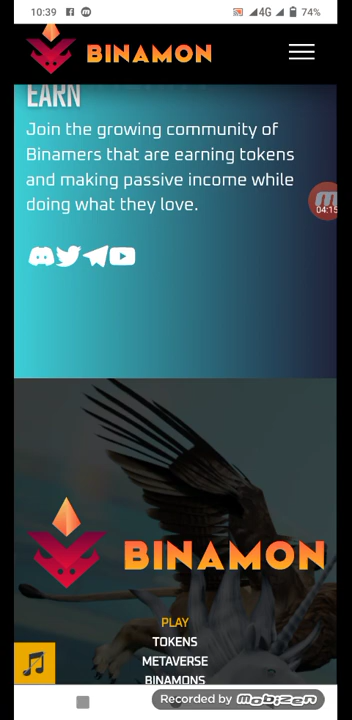 10:39
4G
74%
BINAMON
EARN
Join the growing community of
Binamers that are earning tokens
and making passive income while
doing what they love.
04:15
BINAMON
PLAY
TOKENS
METAVERSE
BINAMONS
Recorded by mobizen